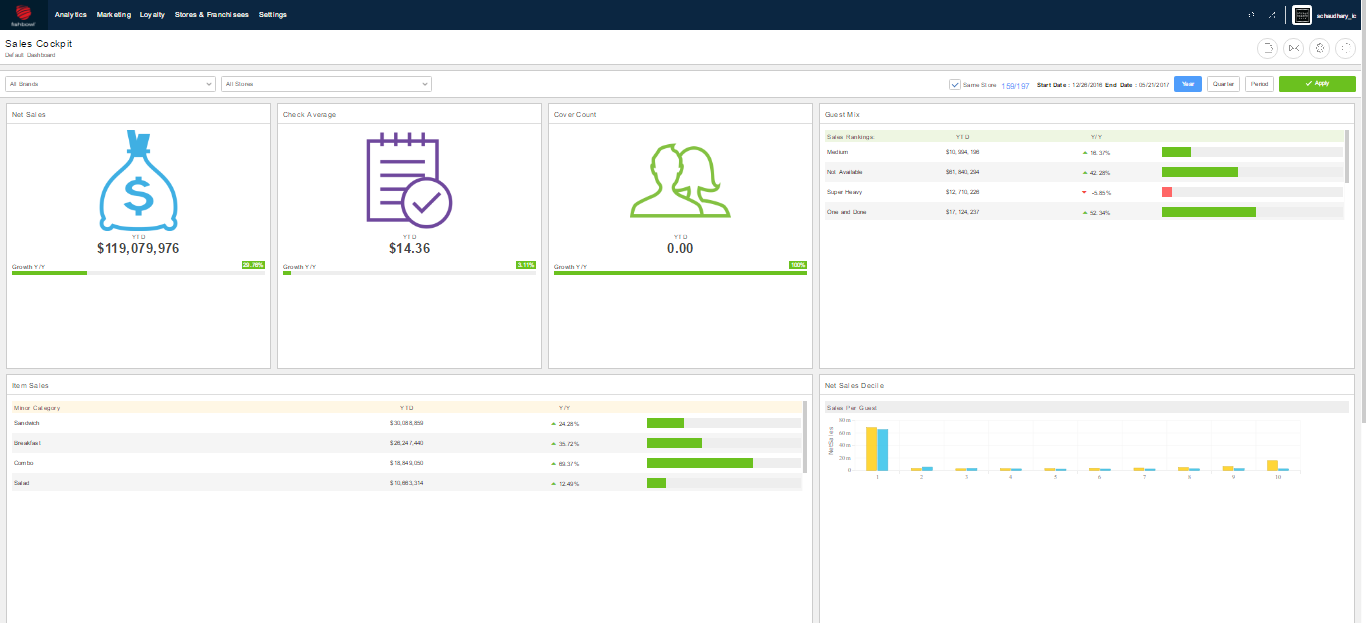 fishbowl
Analytics Marketing Loyalty Stores & Franchisees Settings
schaudhary_ic
Sales Cockpit
Default Dashboard
All Brands
All Stores
Same Store 159/197 Start Date : 12/26/2016 End Date : 05/21/2017 Year Quarter Period Apply
Net Sales
$
YTD
$119,079,976
Growth Y/Y 29.76%
Check Average
YTD
$14.36
Growth Y/Y 3.11%
Cover Count
YTD
0.00
Growth Y/Y 100%
Guest Mix
Sales Rankings YTD Y/Y
Medium $10,994,196 16.37%
Not Available $61,840,294 42.28%
Super Heavy $12,710,226 -5.85%
One and Done $17,124,237 52.34%
Item Sales
Minor Category YTD Y/Y
Sandwich $30,088,859 24.28%
Breakfast $26,247,440 35.72%
Combo $18,849,050 69.37%
Salad $10,663,314 12.49%
Net Sales Decile
Sales Per Guest
NetSales
80m
60m
40m
20m
0
1 2 3 4 5 6 7 8 9 10